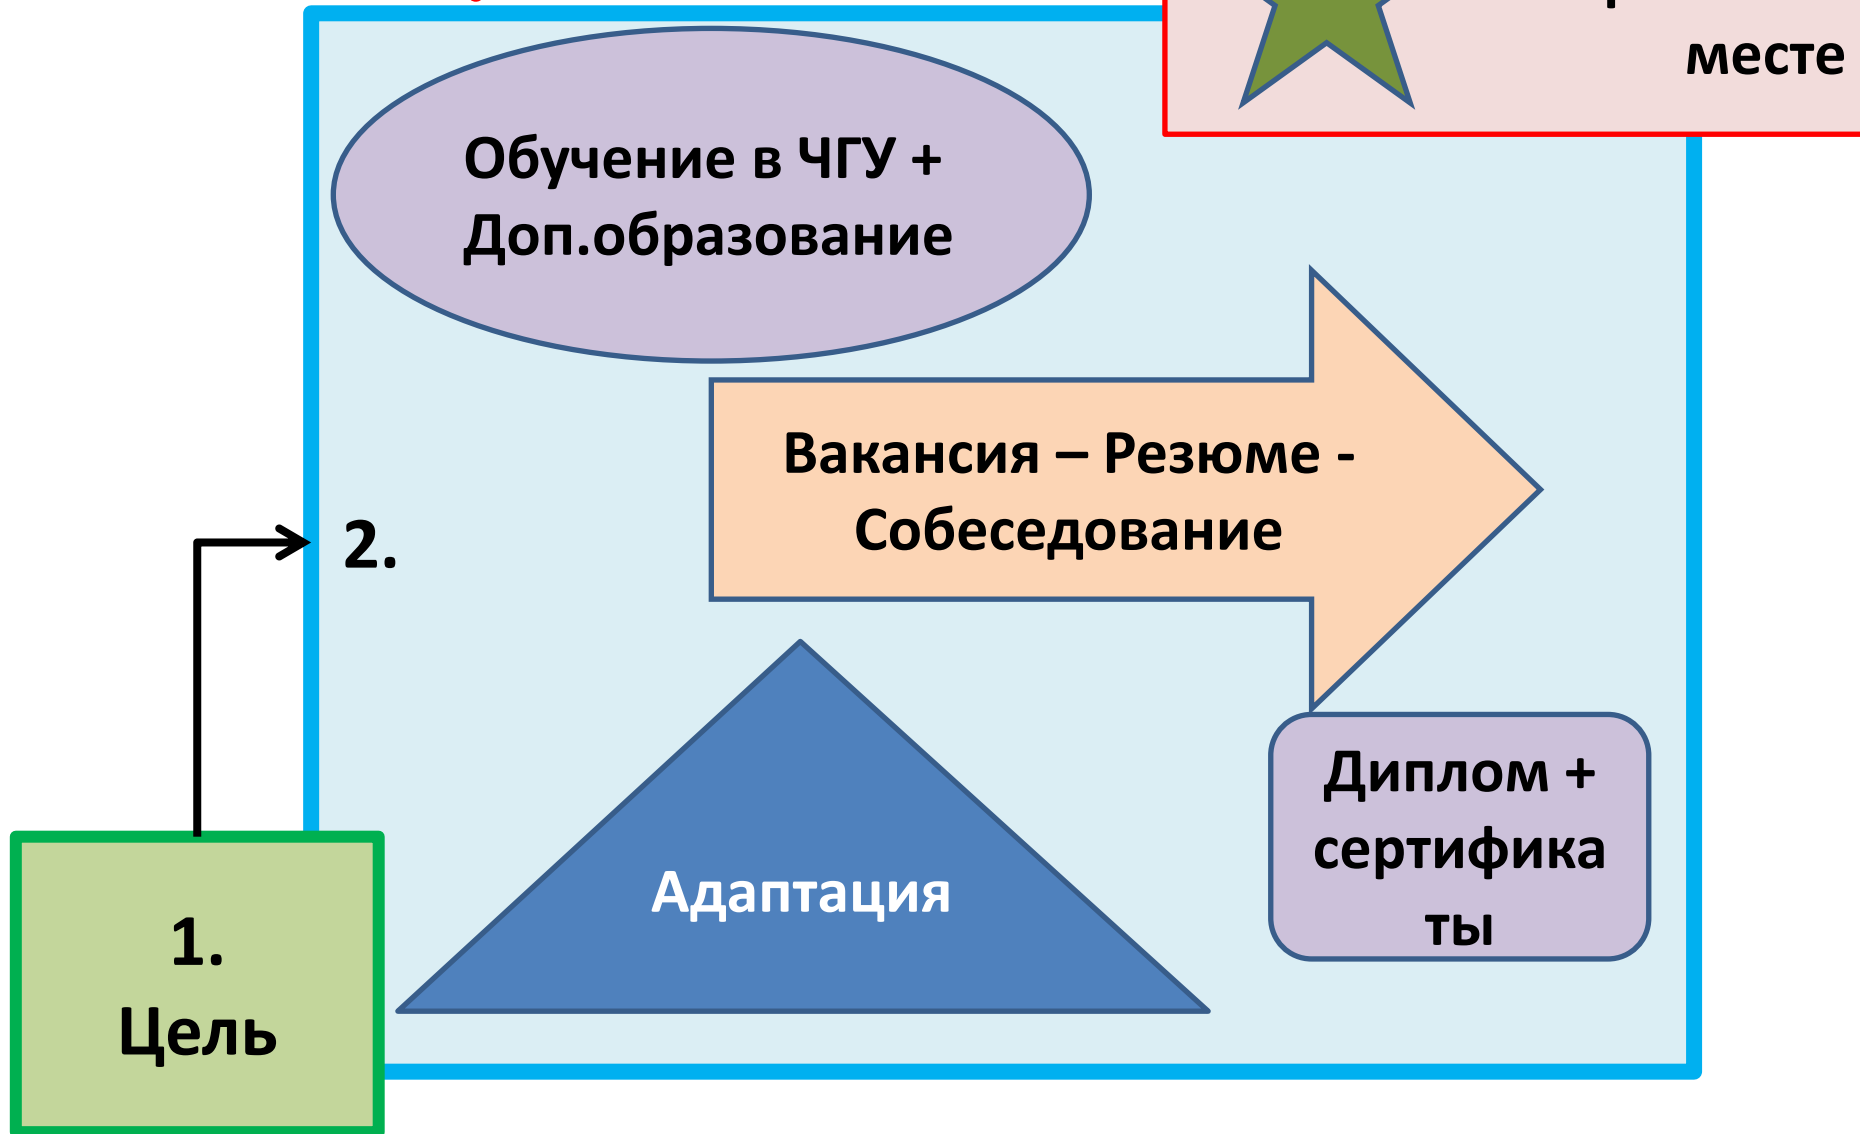 месте
Обучение в ЧГУ +
Доп.образование
Вакансия – Резюме -
Собеседование
2.
Диплом +
сертифика
ты
Адаптация
1.
Цель